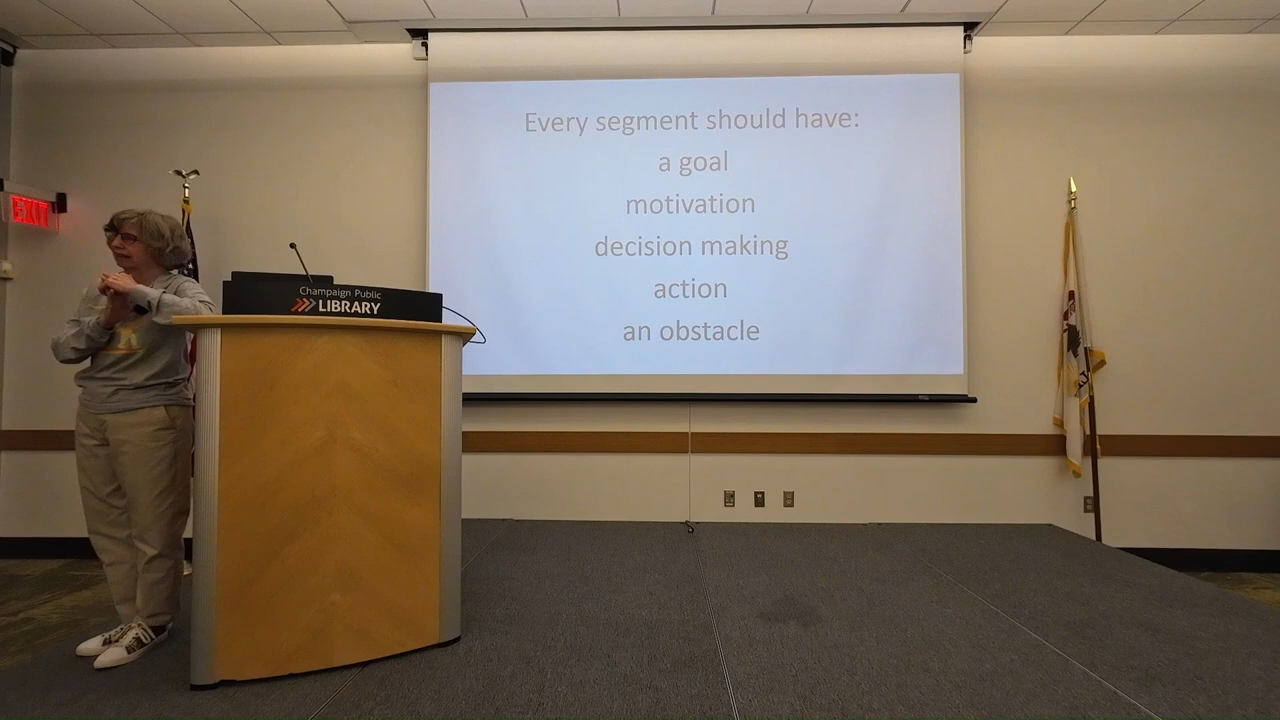 Every segment should have:
a goal
motivation
decision making
action
an obstacle
EXIT
Champaign Public
LIBRARY